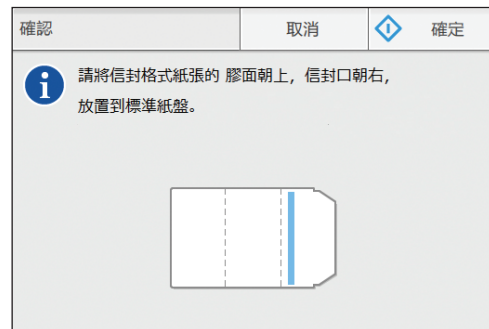 確認
取消
確定
請將信封格式紙張的 膠面朝上，信封口朝右，
放置到標準紙盤。